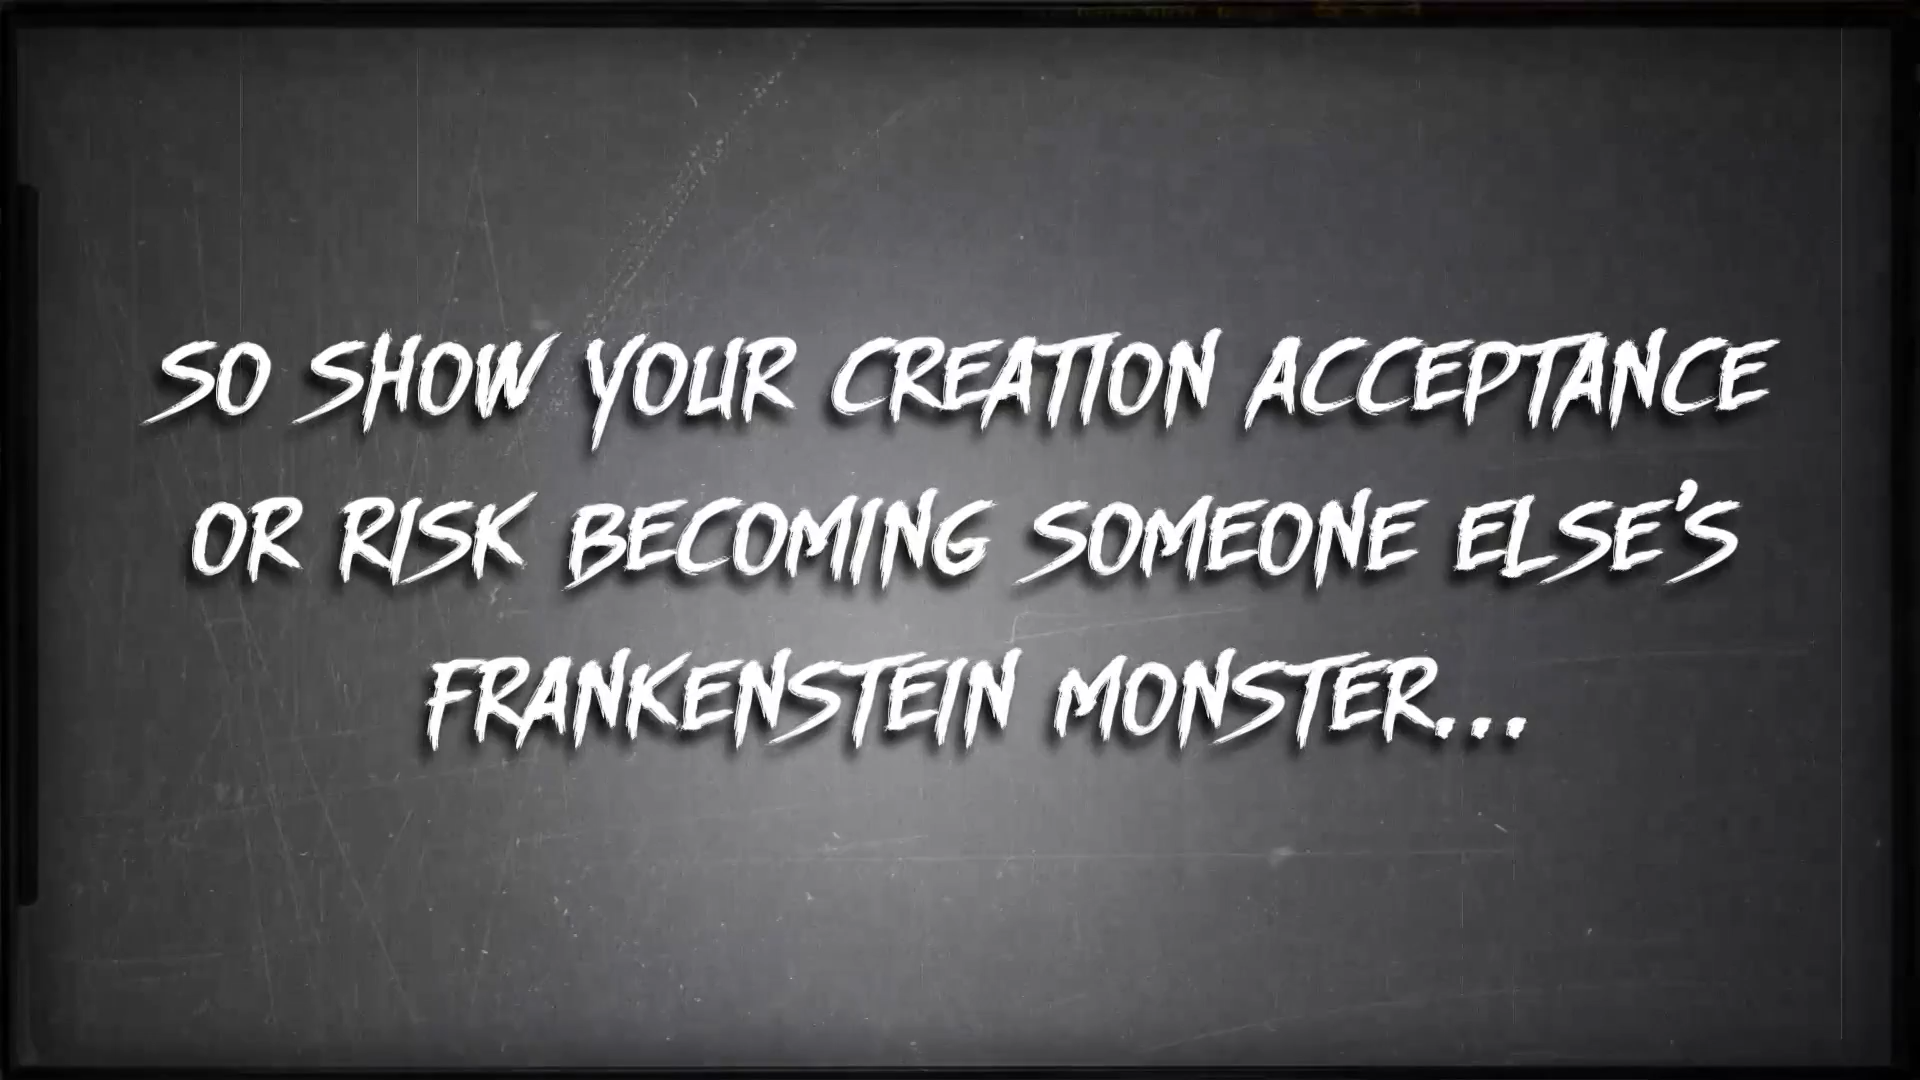 SO SHOW YOUR CREATION ACCEPTANCE
OR RISK BECOMING SOMEONE ELSE'S
FRANKENSTEIN MONSTER...